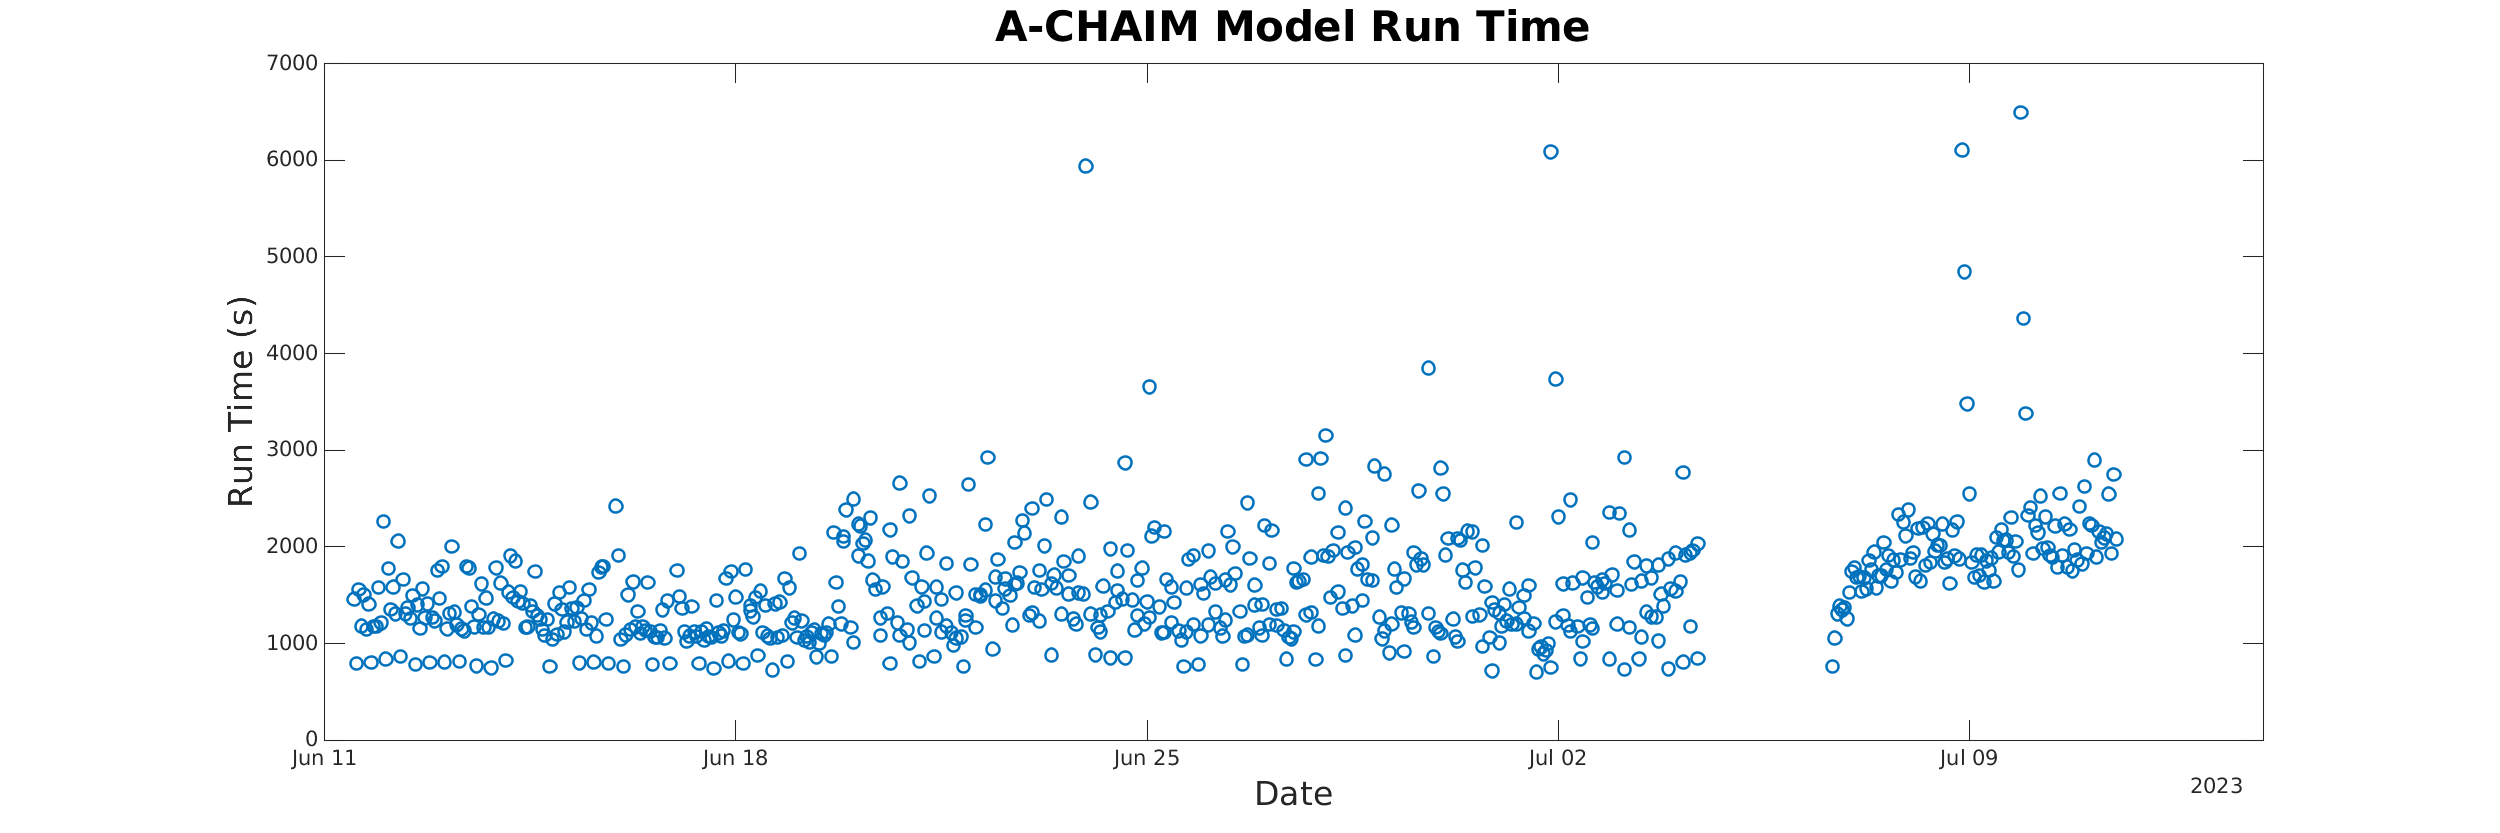 A-CHAIM Model Run Time
7000
6000
5000
4000
3000
2000
1000
0
Run Time (s)
Jun 11 Jun 18 Jun 25 Jul 02 Jul 09
2023
Date